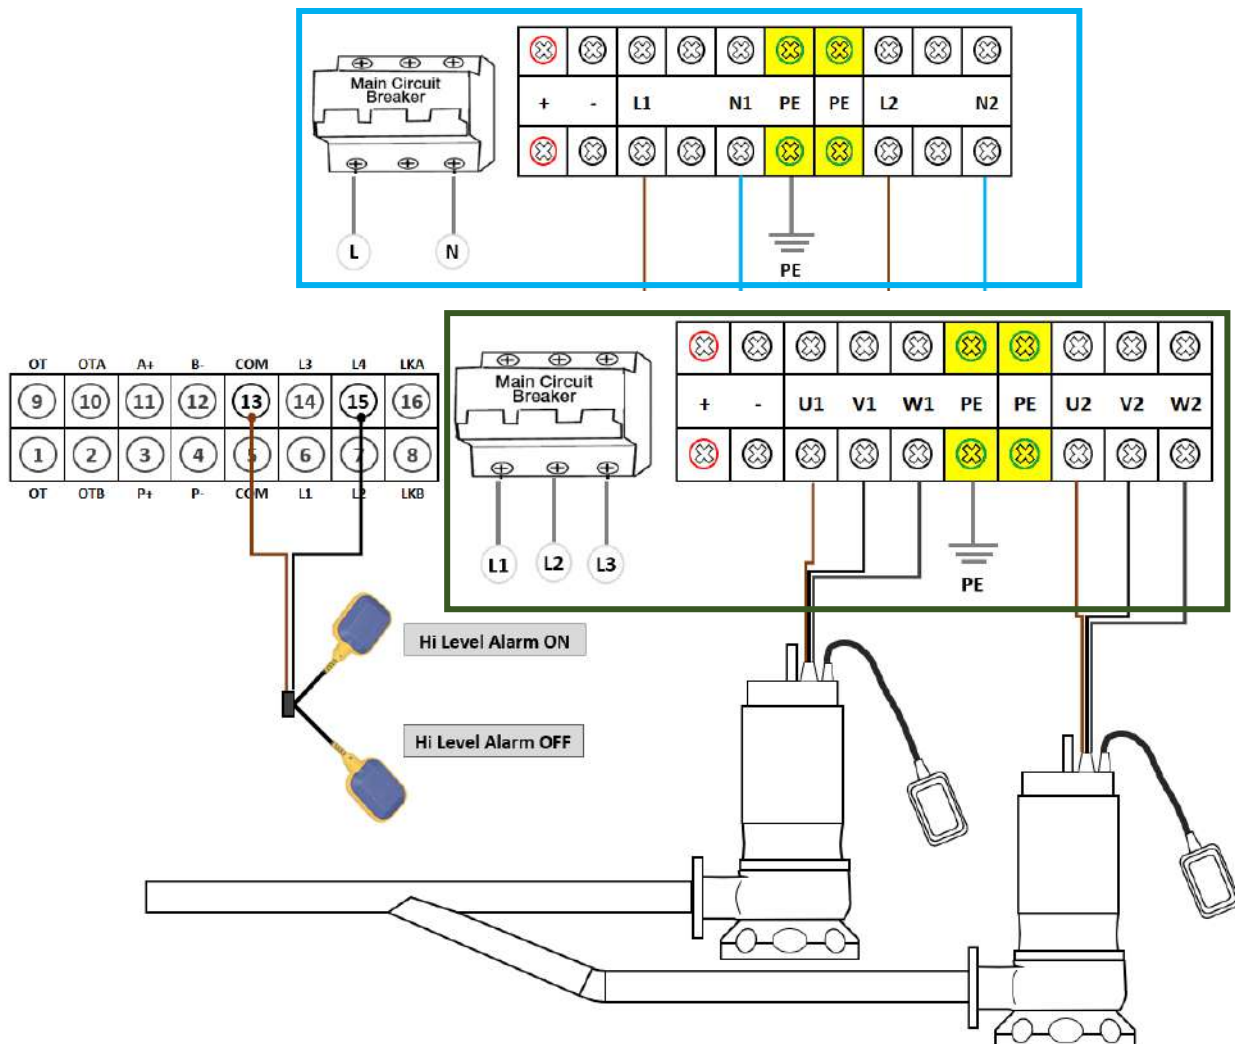 Main Circuit
Breaker
+ - L1 N1 PE PE L2 N2
L N
PE
OT OTA A+ B- COM L3 L4 LKA
9 10 11 12 13 14 15 16
1 2 3 4 5 6 7 8
OT OTB P+ P- COM L1 L2 LKB
Main Circuit
Breaker
+ - U1 V1 W1 PE PE U2 V2 W2
L1 L2 L3
PE
Hi Level Alarm ON
Hi Level Alarm OFF